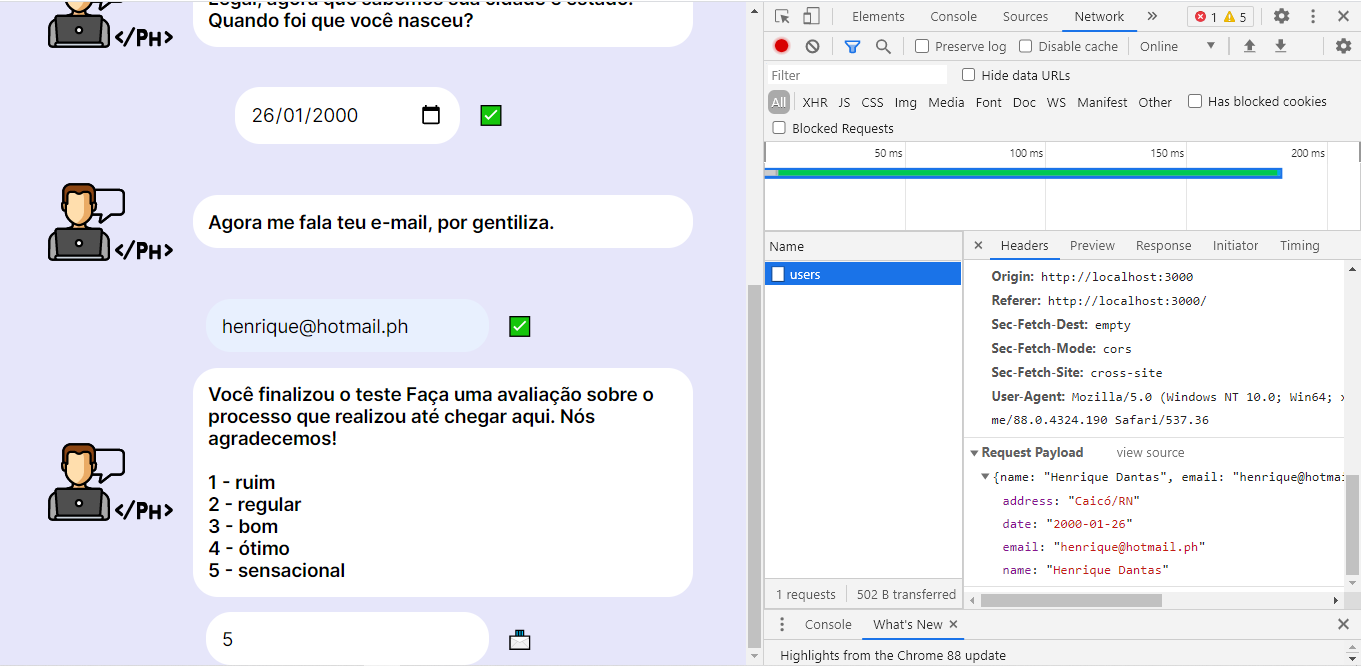 Legal, agora que sabemos sua cidade e estado.
Quando foi que você nasceu?
</PH>
26/01/2000
Agora me fala teu e-mail, por gentiliza.
</PH>
henrique@hotmail.ph
Você finalizou o teste Faça uma avaliação sobre o
processo que realizou até chegar aqui. Nós
agradecemos!
1 - ruim
2 - regular
3 - bom
4 - ótimo
5 - sensacional
</PH>
5
Elements Console Sources Network 1 5
Preserve log Disable cache Online
Filter Hide data URLs
All XHR JS CSS Img Media Font Doc WS Manifest Other Has blocked cookies
Blocked Requests
50 ms 100 ms 150 ms 200 ms
Name
users
1 requests 502 B transferred
Headers Preview Response Initiator Timing
Origin: http://localhost:3000
Referer: http://localhost:3000/
Sec-Fetch-Dest: empty
Sec-Fetch-Mode: cors
Sec-Fetch-Site: cross-site
User-Agent: Mozilla/5.0 (Windows NT 10.0; Win64; x
me/88.0.4324.190 Safari/537.36
Request Payload view source
{name: "Henrique Dantas", email: "henrique@hotmai
address: "Caicó/RN"
date: "2000-01-26"
email: "henrique@hotmail.ph"
name: "Henrique Dantas"
Console What's New
Highlights from the Chrome 88 update